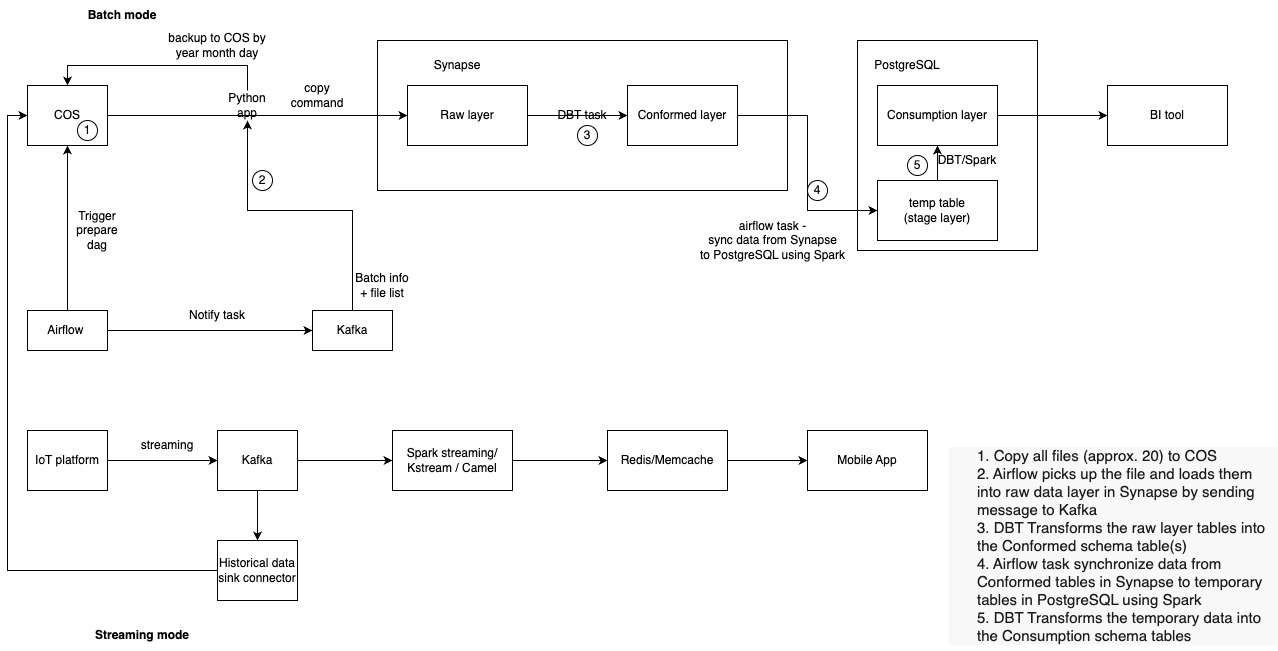 Batch mode
backup to COS by
year month day
Synapse
PostgreSQL
COS
1
Python
app
copy
command
Raw layer
DBT task
3
Conformed layer
Consumption layer
BI tool
2
4
5
DBT/Spark
temp table
(stage layer)
Trigger
prepare
dag
airflow task -
sync data from Synapse
to PostgreSQL using Spark
Batch info
+ file list
Airflow
Notify task
Kafka
IoT platform
streaming
Kafka
Spark streaming/
Kstream / Camel
Redis/Memcache
Mobile App
Historical data
sink connector
Streaming mode
1. Copy all files (approx. 20) to COS
2. Airflow picks up the file and loads them
into raw data layer in Synapse by sending
message to Kafka
3. DBT Transforms the raw layer tables into
the Conformed schema table(s)
4. Airflow task synchronize data from
Conformed tables in Synapse to temporary
tables in PostgreSQL using Spark
5. DBT Transforms the temporary data into
the Consumption schema tables